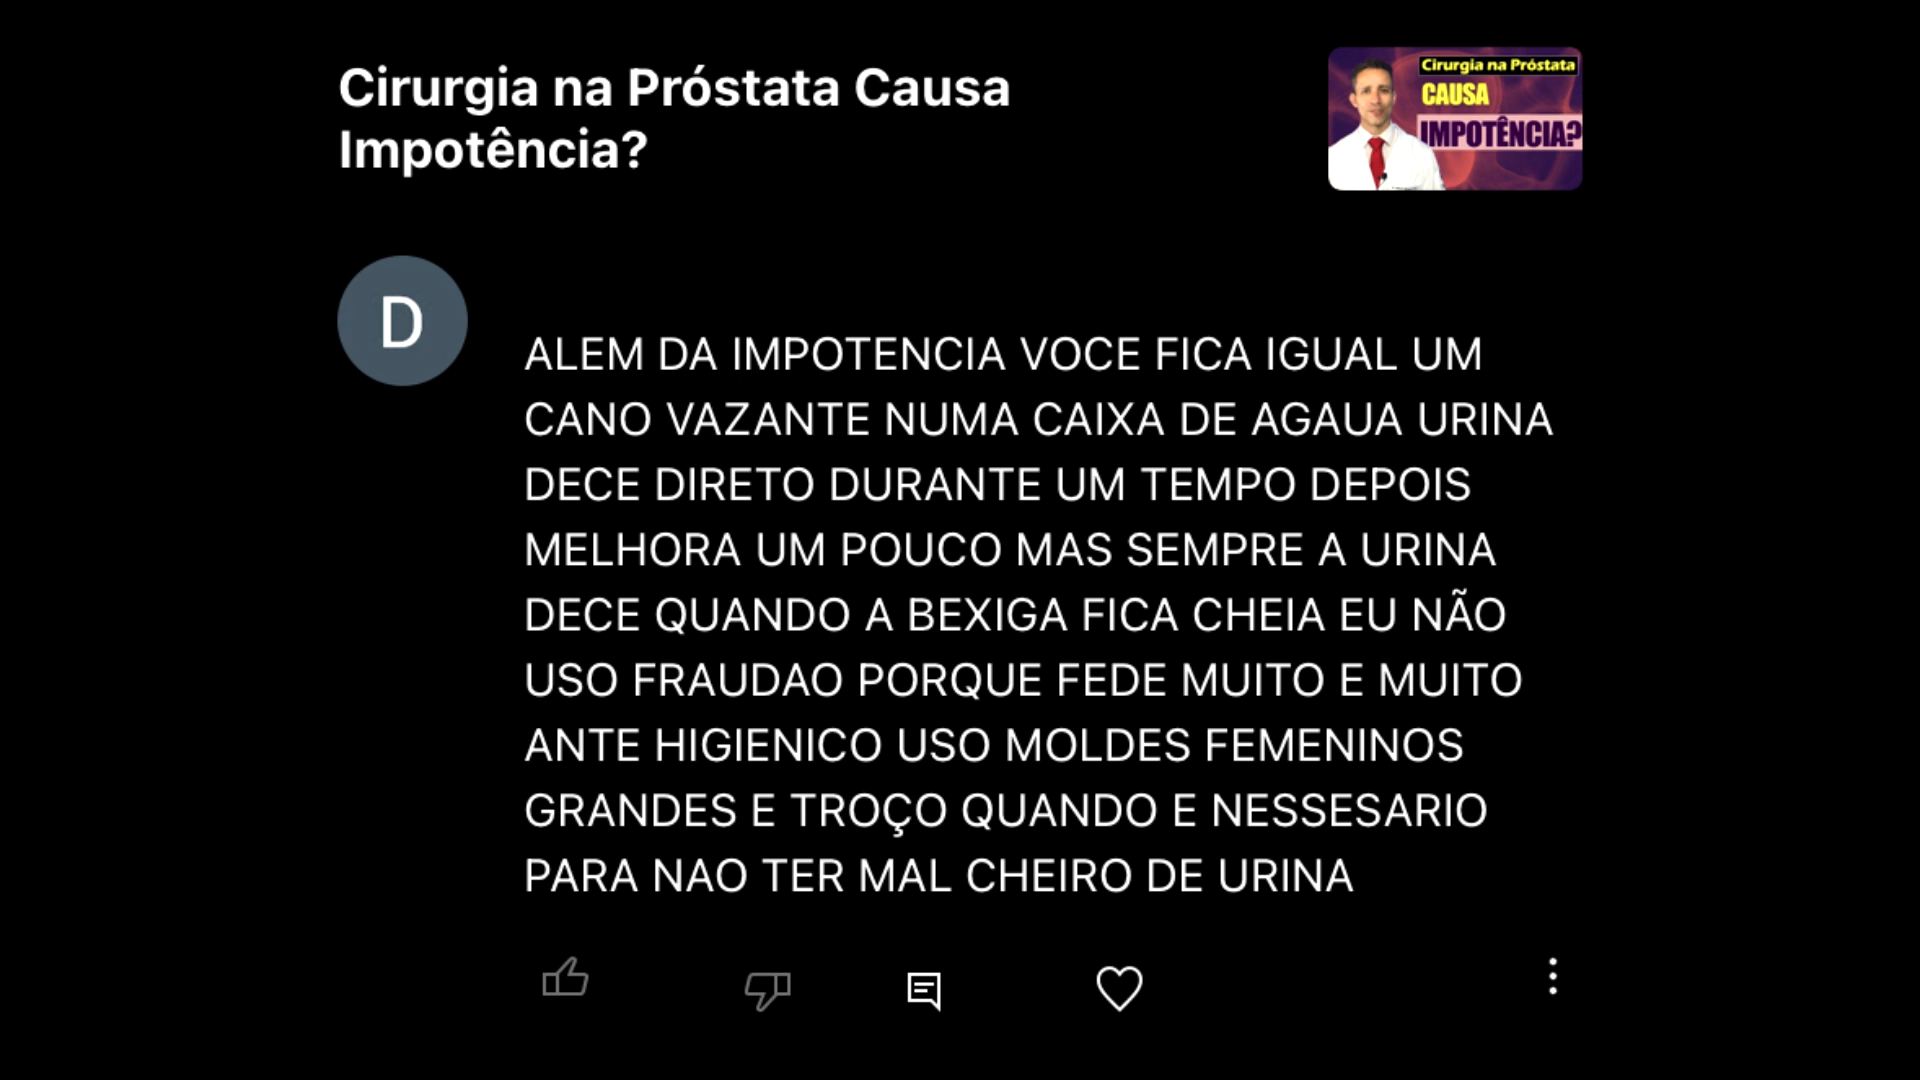 Cirurgia na Próstata Causa
Impotência?
Cirurgia na Próstata
CAUSA
IMPOTÊNCIA?
D
ALEM DA IMPOTENCIA VOCE FICA IGUAL UM
CANO VAZANTE NUMA CAIXA DE AGAUA URINA
DECE DIRETO DURANTE UM TEMPO DEPOIS
MELHORA UM POUCO MAS SEMPRE A URINA
DECE QUANDO A BEXIGA FICA CHEIA EU NÃO
USO FRAUDAO PORQUE FEDE MUITO E MUITO
ANTE HIGIENICO USO MOLDES FEMENINOS
GRANDES E TROÇO QUANDO E NESSESARIO
PARA NAO TER MAL CHEIRO DE URINA